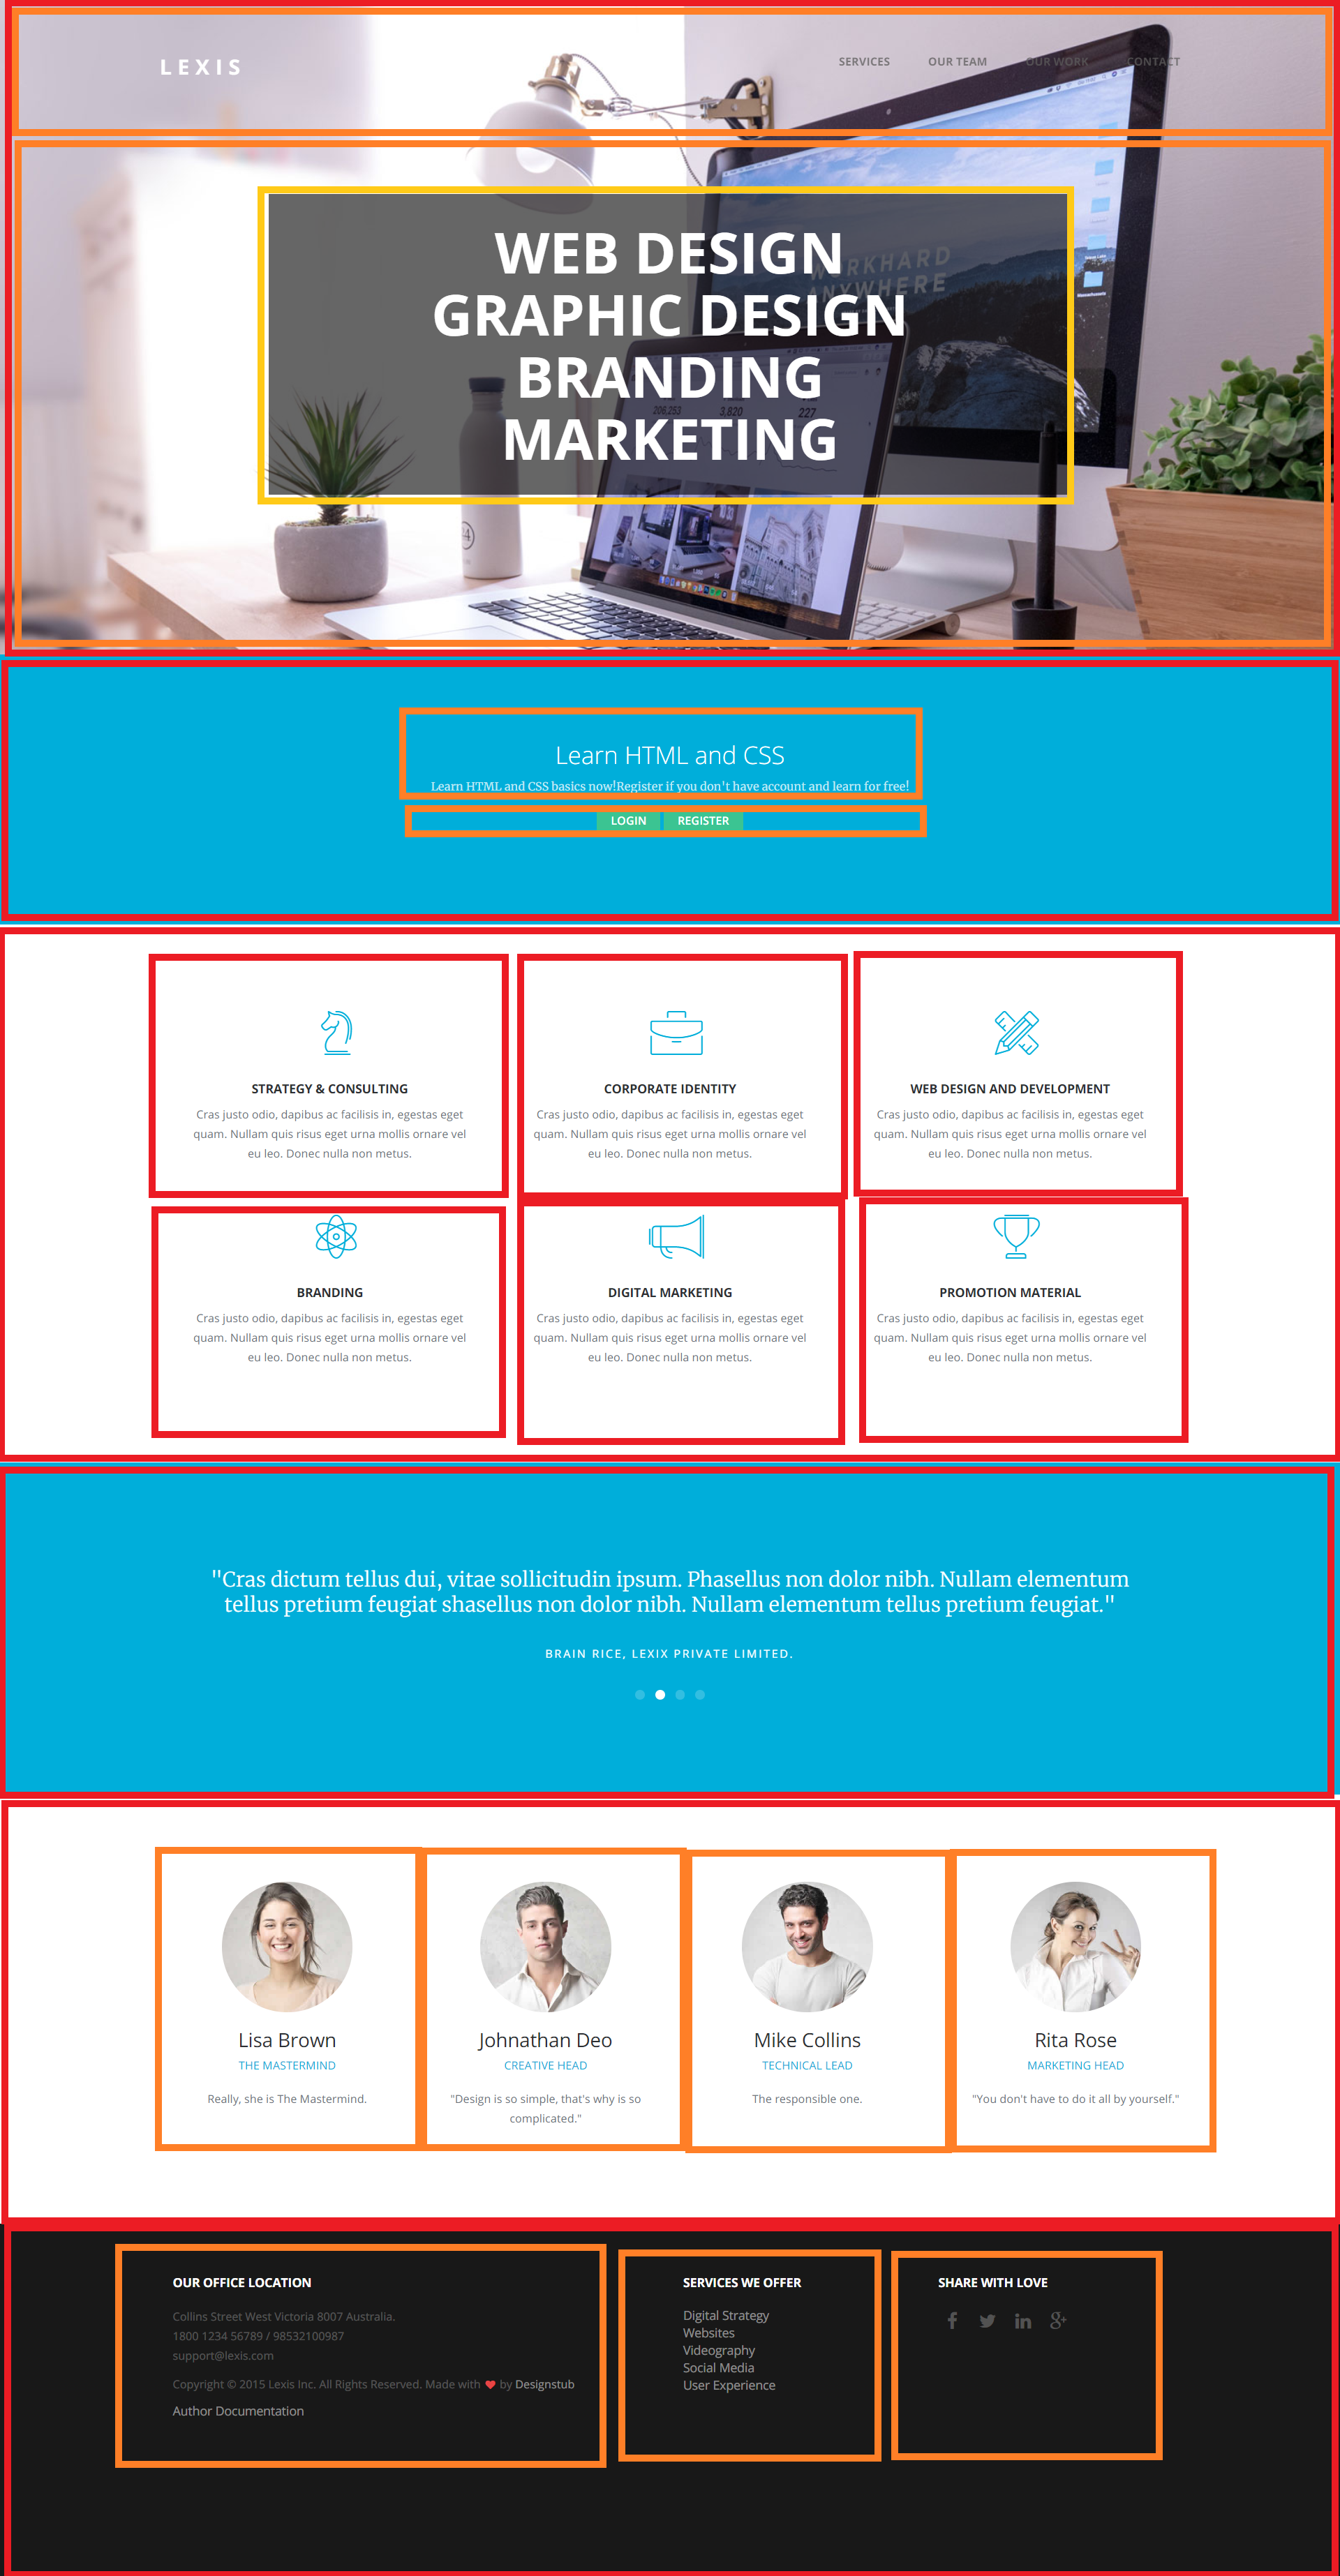 LEXIS
SERVICES OUR TEAM OUR WORK CONTACT
WEB DESIGN
GRAPHIC DESIGN
BRANDING
MARKETING
WORKHARD
ANYWHERE
206,253 3,820 227
Learn HTML and CSS
Learn HTML and CSS basics now!Register if you don't have account and learn for free!
LOGIN REGISTER
STRATEGY & CONSULTING
Cras justo odio, dapibus ac facilisis in, egestas eget
quam. Nullam quis risus eget urna mollis ornare vel
eu leo. Donec nulla non metus.
CORPORATE IDENTITY
Cras justo odio, dapibus ac facilisis in, egestas eget
quam. Nullam quis risus eget urna mollis ornare vel
eu leo. Donec nulla non metus.
WEB DESIGN AND DEVELOPMENT
Cras justo odio, dapibus ac facilisis in, egestas eget
quam. Nullam quis risus eget urna mollis ornare vel
eu leo. Donec nulla non metus.
BRANDING
Cras justo odio, dapibus ac facilisis in, egestas eget
quam. Nullam quis risus eget urna mollis ornare vel
eu leo. Donec nulla non metus.
DIGITAL MARKETING
Cras justo odio, dapibus ac facilisis in, egestas eget
quam. Nullam quis risus eget urna mollis ornare vel
eu leo. Donec nulla non metus.
PROMOTION MATERIAL
Cras justo odio, dapibus ac facilisis in, egestas eget
quam. Nullam quis risus eget urna mollis ornare vel
eu leo. Donec nulla non metus.
"Cras dictum tellus dui, vitae sollicitudin ipsum. Phasellus non dolor nibh. Nullam elementum
tellus pretium feugiat shasellus non dolor nibh. Nullam elementum tellus pretium feugiat."
BRAIN RICE, LEXIX PRIVATE LIMITED.
Lisa Brown
THE MASTERMIND
Really, she is The Mastermind.
Johnathan Deo
CREATIVE HEAD
"Design is so simple, that's why is so
complicated."
Mike Collins
TECHNICAL LEAD
The responsible one.
Rita Rose
MARKETING HEAD
"You don't have to do it all by yourself."
OUR OFFICE LOCATION
Collins Street West Victoria 8007 Australia.
1800 1234 56789 / 98532100987
support@lexis.com
Copyright © 2015 Lexis Inc. All Rights Reserved. Made with ♥ by Designstub
Author Documentation
SERVICES WE OFFER
Digital Strategy
Websites
Videography
Social Media
User Experience
SHARE WITH LOVE